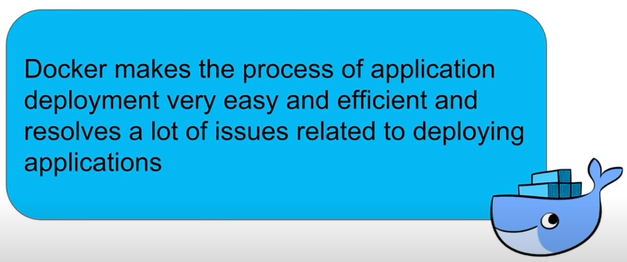 Docker makes the process of application
deployment very easy and efficient and
resolves a lot of issues related to deploying
applications